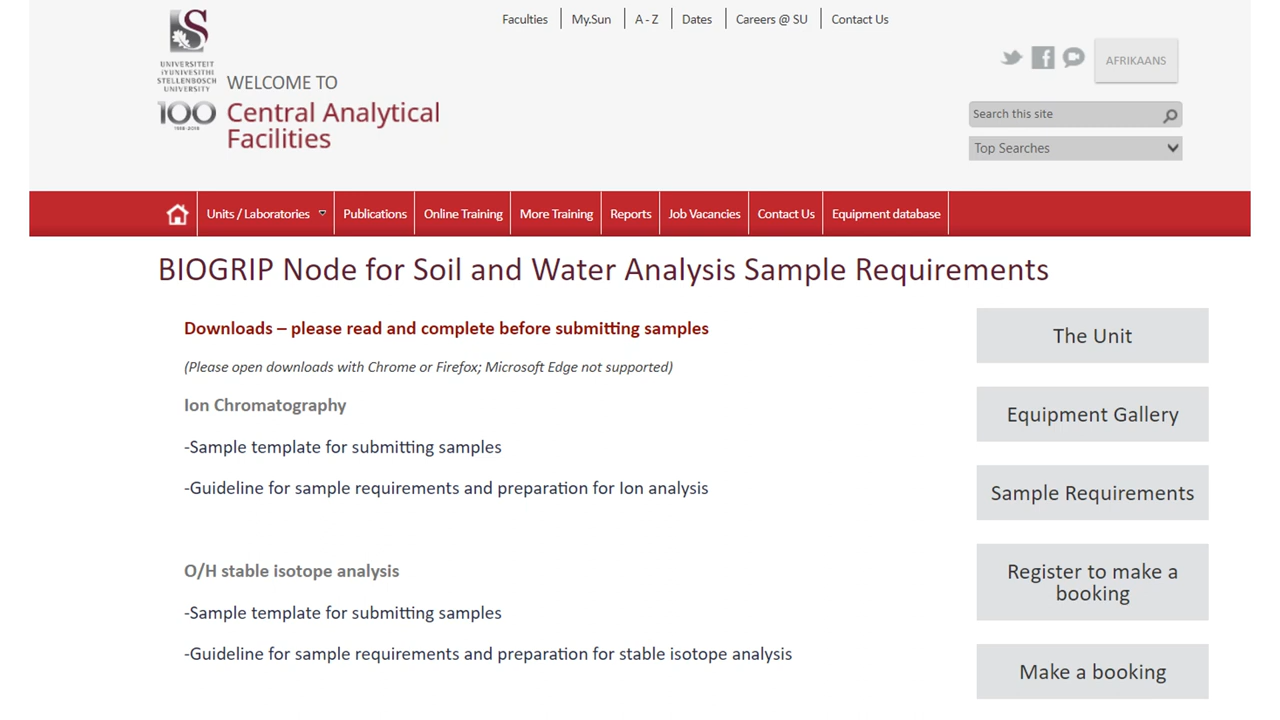 Faculties
My.Sun
A - Z
Dates
Careers @ SU
Contact Us
UNIVERSITEIT
IYUNIVESITHI
STELLENBOSCH
UNIVERSITY
100
1918 - 2018
WELCOME TO
Central Analytical
Facilities
AFRIKAANS
Search this site
Top Searches
Units / Laboratories
Publications
Online Training
More Training
Reports
Job Vacancies
Contact Us
Equipment database
BIOGRIP Node for Soil and Water Analysis Sample Requirements
Downloads – please read and complete before submitting samples
(Please open downloads with Chrome or Firefox; Microsoft Edge not supported)
Ion Chromatography
-Sample template for submitting samples
-Guideline for sample requirements and preparation for Ion analysis
O/H stable isotope analysis
-Sample template for submitting samples
-Guideline for sample requirements and preparation for stable isotope analysis
The Unit
Equipment Gallery
Sample Requirements
Register to make a
booking
Make a booking